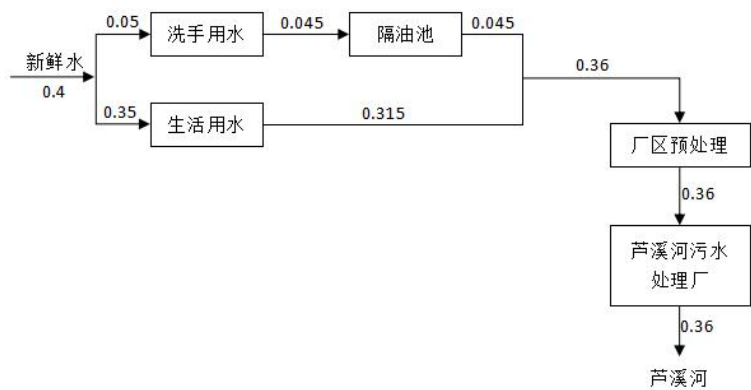 0.05
洗手用水
0.045
隔油池
0.045
新鲜水
0.4
0.36
0.35
生活用水
0.315
厂区预处理
0.36
芦溪河污水
处理厂
0.36
芦溪河